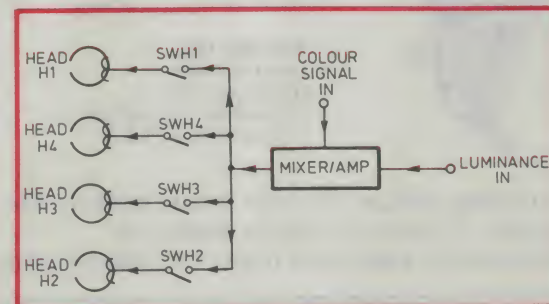 HEAD
H1
SWH1
COLOUR
SIGNAL
IN
HEAD
H4
SWH4
MIXER/AMP
LUMINANCE
IN
HEAD
H3
SWH3
HEAD
H2
SWH2